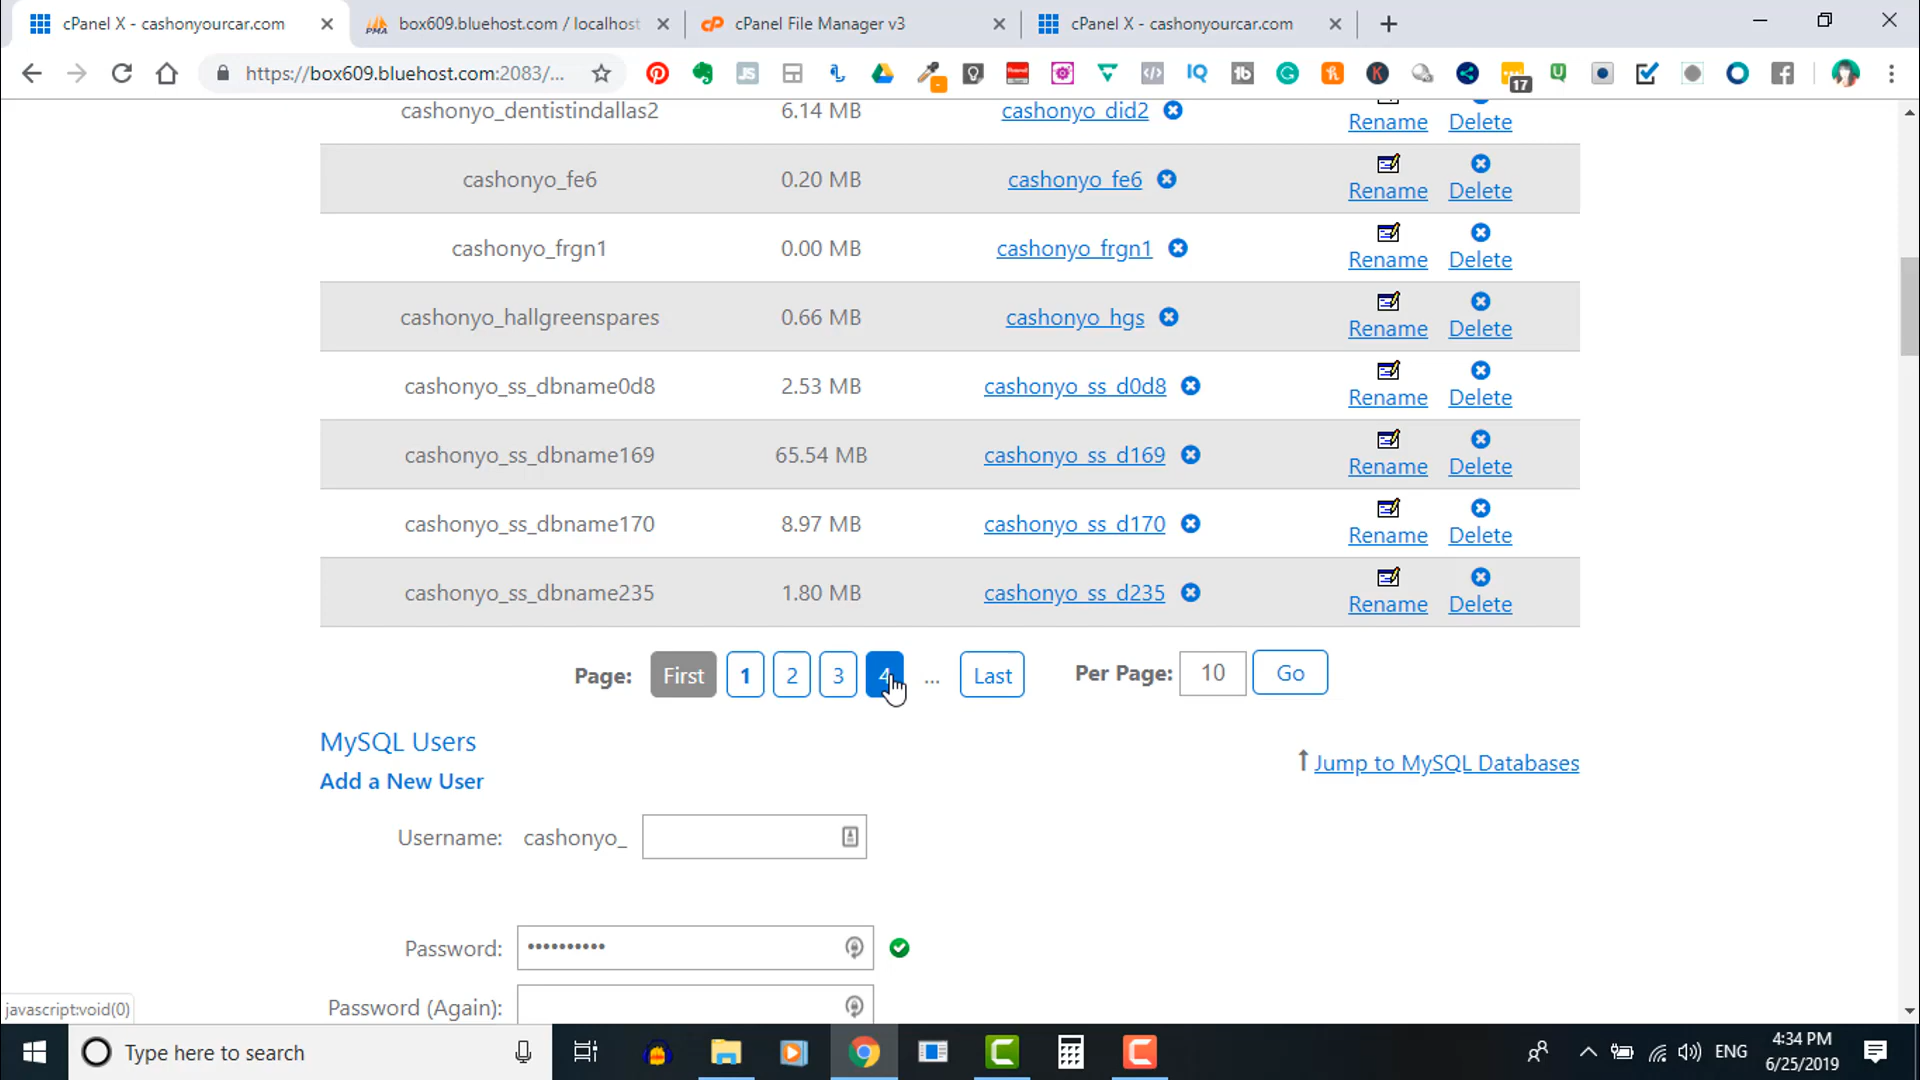 cPanel X - cashonyourcar.com
box609.bluehost.com / localhost
cPanel File Manager v3
cPanel X - cashonyourcar.com
https://box609.bluehost.com:2083/...
17
cashonyo_dentistindallas2 6.14 MB cashonyo_did2 Rename Delete
cashonyo_fe6 0.20 MB cashonyo_fe6 Rename Delete
cashonyo_frgn1 0.00 MB cashonyo_frgn1 Rename Delete
cashonyo_hallgreenspares 0.66 MB cashonyo_hgs Rename Delete
cashonyo_ss_dbname0d8 2.53 MB cashonyo_ss_d0d8 Rename Delete
cashonyo_ss_dbname169 65.54 MB cashonyo_ss_d169 Rename Delete
cashonyo_ss_dbname170 8.97 MB cashonyo_ss_d170 Rename Delete
cashonyo_ss_dbname235 1.80 MB cashonyo_ss_d235 Rename Delete
Page: First 1 2 3 4 ... Last Per Page: 10 Go
MySQL Users
Jump to MySQL Databases
Add a New User
Username: cashonyo_
Password: ••••••••••
Password (Again):
javascript:void(0)
Type here to search
ENG
4:34 PM
6/25/2019